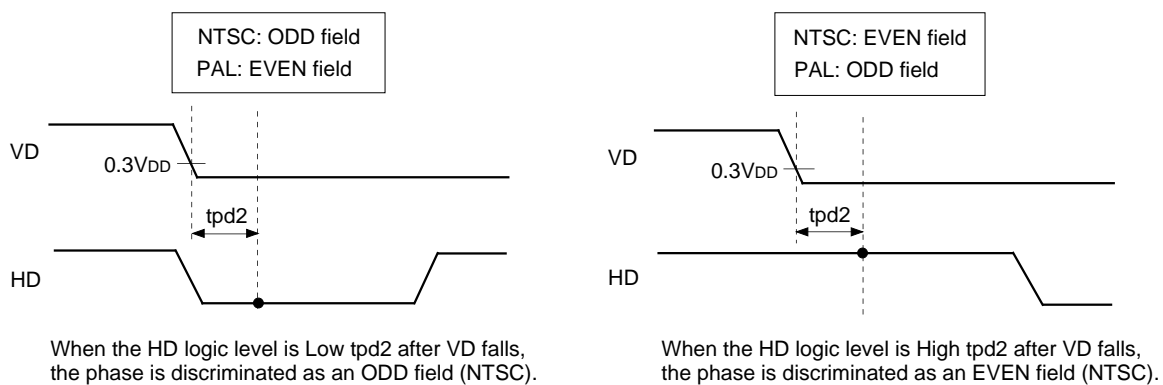 NTSC: ODD field
PAL: EVEN field
VD
0.3VDD
tpd2
HD
When the HD logic level is Low tpd2 after VD falls,
the phase is discriminated as an ODD field (NTSC).
NTSC: EVEN field
PAL: ODD field
VD
0.3VDD
tpd2
HD
When the HD logic level is High tpd2 after VD falls,
the phase is discriminated as an EVEN field (NTSC).